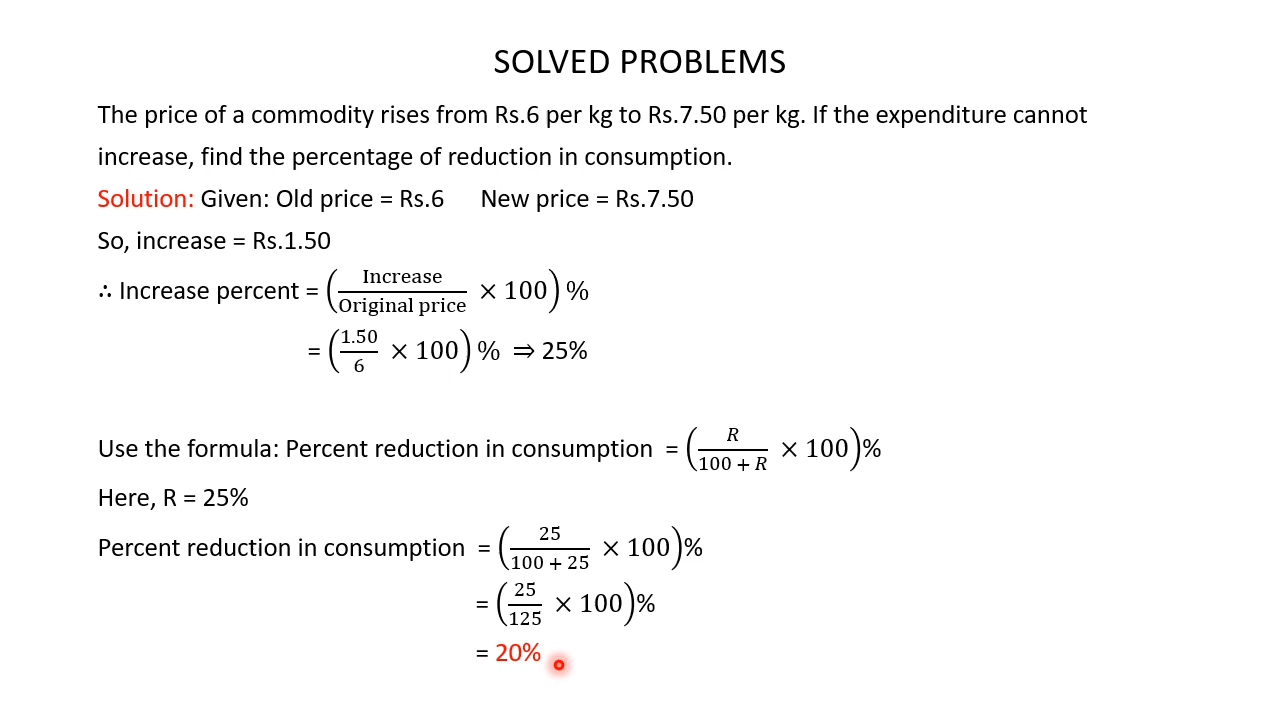 SOLVED PROBLEMS
The price of a commodity rises from Rs.6 per kg to Rs.7.50 per kg. If the expenditure cannot
increase, find the percentage of reduction in consumption.
Solution: Given: Old price = Rs.6 New price = Rs.7.50
So, increase = Rs.1.50
∴ Increase percent = (Increase/Original price × 100) %
= (1.50/6 × 100) % ⇒ 25%
Use the formula: Percent reduction in consumption = (R/(100 + R) × 100)%
Here, R = 25%
Percent reduction in consumption = (25/(100 + 25) × 100)%
= (25/125 × 100)%
= 20%